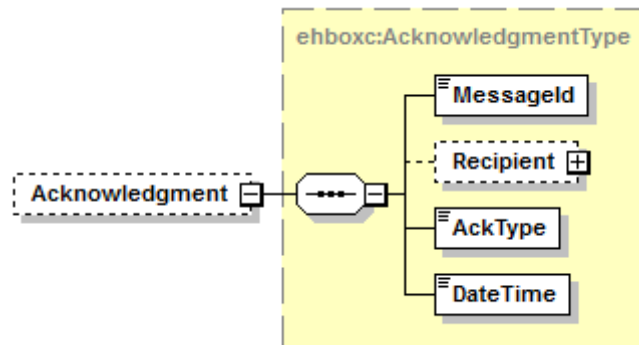 ehboxc:AcknowledgmentType
MessageId
Recipient
Acknowledgment
AckType
DateTime